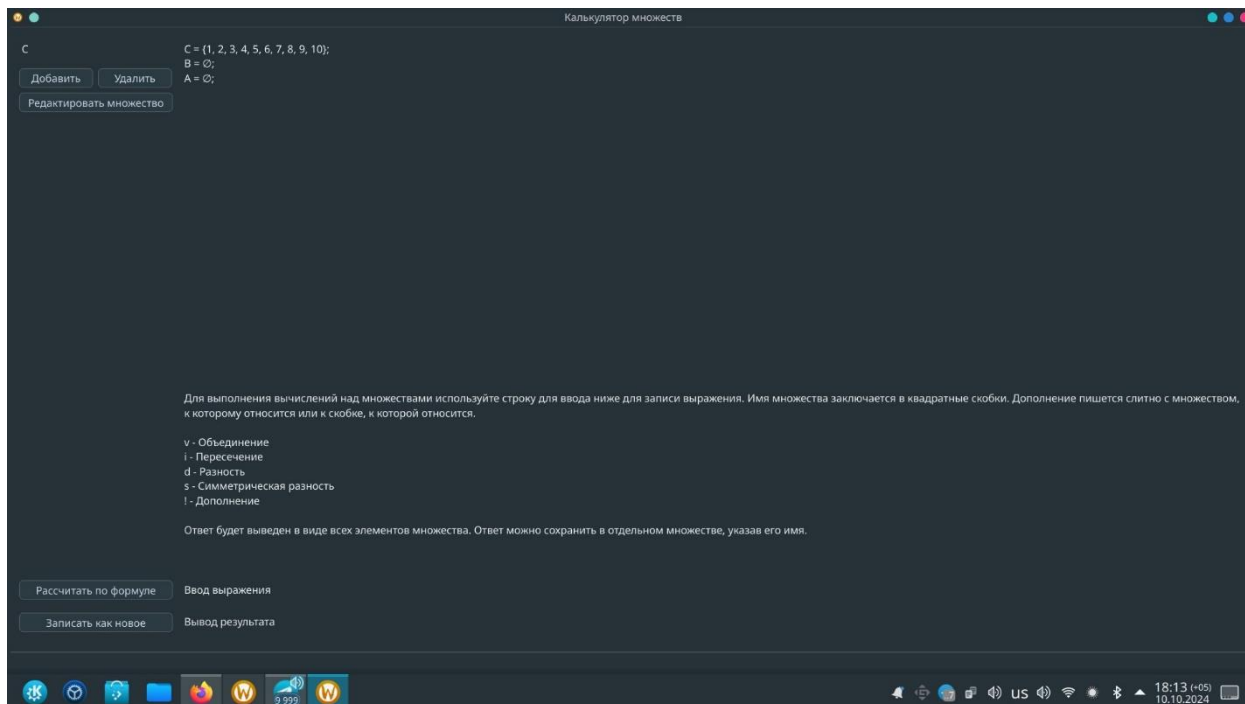 Калькулятор множеств
C
C = {1, 2, 3, 4, 5, 6, 7, 8, 9, 10};
B = ∅;
Добавить
Удалить
A = ∅;
Редактировать множество
Для выполнения вычислений над множествами используйте строку для ввода ниже для записи выражения. Имя множества заключается в квадратные скобки. Дополнение пишется слитно с множеством,
к которому относится или к скобке, к которой относится.
v - Объединение
i - Пересечение
d - Разность
s - Симметрическая разность
! - Дополнение
Ответ будет выведен в виде всех элементов множества. Ответ можно сохранить в отдельном множестве, указав его имя.
Рассчитать по формуле
Ввод выражения
Записать как новое
Вывод результата
9 999
US
18:13 (+05)
10.10.2024